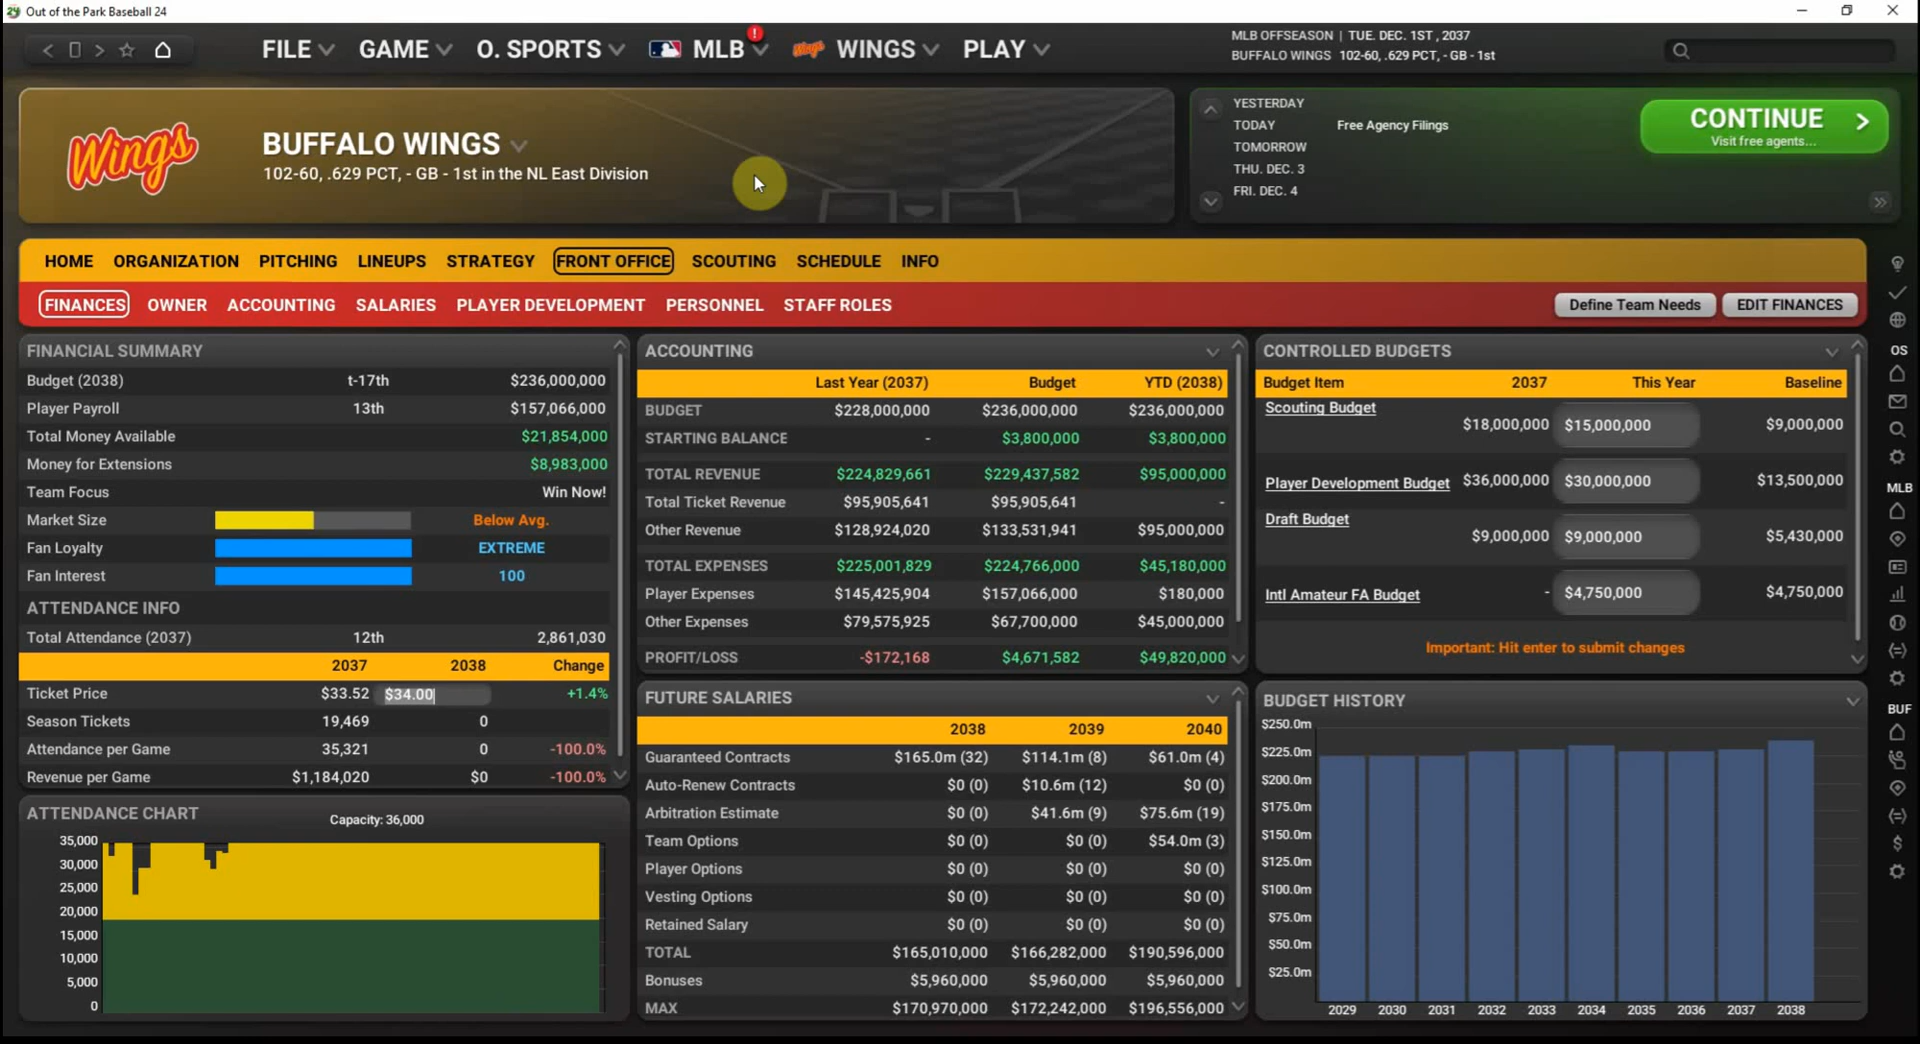 Out of the Park Baseball 24
FILE GAME O. SPORTS MLB ! WINGS PLAY
MLB OFFSEASON | TUE. DEC. 1ST , 2037
BUFFALO WINGS 102-60, .629 PCT, - GB - 1st
Wings
BUFFALO WINGS
102-60, .629 PCT, - GB - 1st in the NL East Division
YESTERDAY
TODAY Free Agency Filings
TOMORROW
THU. DEC. 3
FRI. DEC. 4
CONTINUE
Visit free agents...
HOME ORGANIZATION PITCHING LINEUPS STRATEGY FRONT OFFICE SCOUTING SCHEDULE INFO
FINANCES OWNER ACCOUNTING SALARIES PLAYER DEVELOPMENT PERSONNEL STAFF ROLES Define Team Needs EDIT FINANCES
FINANCIAL SUMMARY
Budget (2038) t-17th $236,000,000
Player Payroll 13th $157,066,000
Total Money Available $21,854,000
Money for Extensions $8,983,000
Team Focus Win Now!
Market Size Below Avg.
Fan Loyalty EXTREME
Fan Interest 100
ATTENDANCE INFO
Total Attendance (2037) 12th 2,861,030
2037 2038 Change
Ticket Price $33.52 $34.00 +1.4%
Season Tickets 19,469 0
Attendance per Game 35,321 0 -100.0%
Revenue per Game $1,184,020 $0 -100.0%
ATTENDANCE CHART
Capacity: 36,000
35,000
30,000
25,000
20,000
15,000
10,000
5,000
0
ACCOUNTING
Last Year (2037) Budget YTD (2038)
BUDGET $228,000,000 $236,000,000 $236,000,000
STARTING BALANCE - $3,800,000 $3,800,000
TOTAL REVENUE $224,829,661 $229,437,582 $95,000,000
Total Ticket Revenue $95,905,641 $95,905,641 -
Other Revenue $128,924,020 $133,531,941 $95,000,000
TOTAL EXPENSES $225,001,829 $224,766,000 $45,180,000
Player Expenses $145,425,904 $157,066,000 $180,000
Other Expenses $79,575,925 $67,700,000 $45,000,000
PROFIT/LOSS -$172,168 $4,671,582 $49,820,000
FUTURE SALARIES
2038 2039 2040
Guaranteed Contracts $165.0m (32) $114.1m (8) $61.0m (4)
Auto-Renew Contracts $0 (0) $10.6m (12) $0 (0)
Arbitration Estimate $0 (0) $41.6m (9) $75.6m (19)
Team Options $0 (0) $0 (0) $54.0m (3)
Player Options $0 (0) $0 (0) $0 (0)
Vesting Options $0 (0) $0 (0) $0 (0)
Retained Salary $0 (0) $0 (0) $0 (0)
TOTAL $165,010,000 $166,282,000 $190,596,000
Bonuses $5,960,000 $5,960,000 $5,960,000
MAX $170,970,000 $172,242,000 $196,556,000
CONTROLLED BUDGETS
Budget Item 2037 This Year Baseline
Scouting Budget $18,000,000 $15,000,000 $9,000,000
Player Development Budget $36,000,000 $30,000,000 $13,500,000
Draft Budget $9,000,000 $9,000,000 $5,430,000
Intl Amateur FA Budget - $4,750,000 $4,750,000
Important: Hit enter to submit changes
BUDGET HISTORY
$250.0m
$225.0m
$200.0m
$175.0m
$150.0m
$125.0m
$100.0m
$75.0m
$50.0m
$25.0m
2029 2030 2031 2032 2033 2034 2035 2036 2037 2038
OS
MLB
BUF